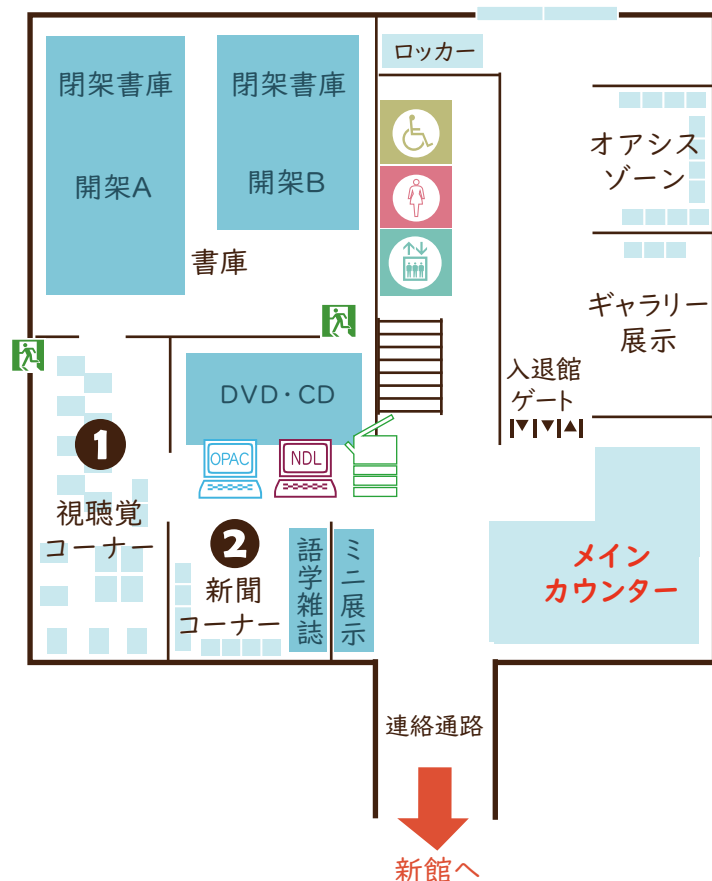 ロッカー
閉架書庫
閉架書庫
開架A
開架B
書庫
オアシス
ゾーン
ギャラリー
展示
入退館
ゲート
DVD・CD
OPAC
NDL
1
視聴覚
コーナー
2
新聞
コーナー
語学雑誌
ミニ展示
メイン
カウンター
連絡通路
新館へ